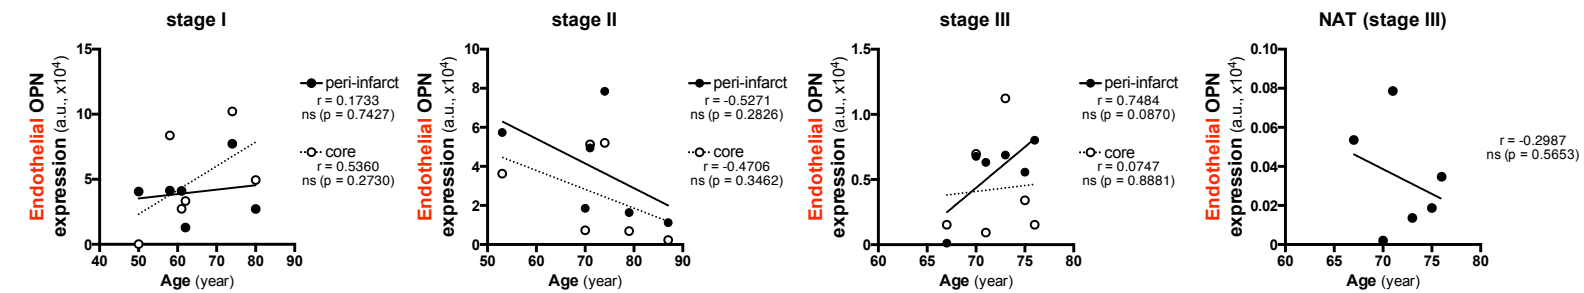 stage I
Endothelial OPN
expression (a.u., x10⁴)
15
10
5
0
40 50 60 70 80 90
Age (year)
peri-infarct
r = 0.1733
ns (p = 0.7427)
core
r = 0.5360
ns (p = 0.2730)
stage II
Endothelial OPN
expression (a.u., x10⁴)
10
8
6
4
2
0
50 60 70 80 90
Age (year)
peri-infarct
r = -0.5271
ns (p = 0.2826)
core
r = -0.4706
ns (p = 0.3462)
stage III
Endothelial OPN
expression (a.u., x10⁴)
1.5
1.0
0.5
0
60 65 70 75 80
Age (year)
peri-infarct
r = 0.7484
ns (p = 0.0870)
core
r = 0.0747
ns (p = 0.8881)
NAT (stage III)
Endothelial OPN
expression (a.u., x10⁴)
0.10
0.08
0.06
0.04
0.02
0
60 65 70 75 80
Age (year)
r = -0.2987
ns (p = 0.5653)